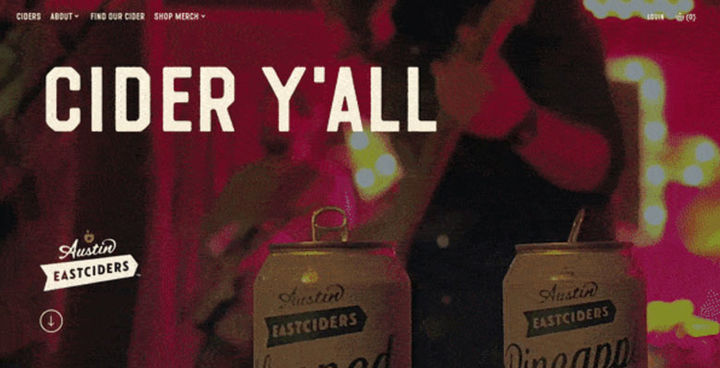 CIDERS ABOUT FIND OUR CIDER SHOP MERCH
LOGIN (0)
CIDER Y'ALL
Austin
EASTCIDERS
Austin
EASTCIDERS
Austin
EASTCIDERS